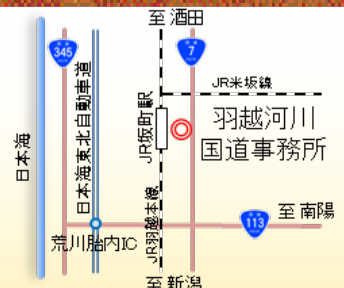 至 酒田
345
7
JR米坂線
日本海東北自動車道
JR坂町駅
羽越河川
国道事務所
日本海
至 南陽
113
荒川胎内IC
JR羽越本線
至 新潟